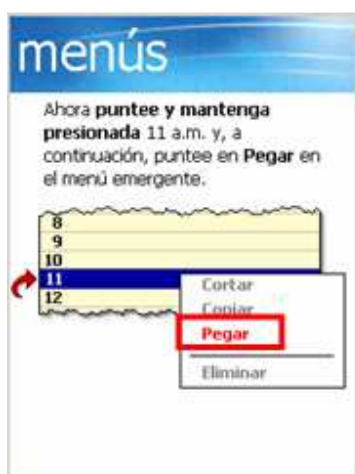 menús
Ahora puntee y mantenga
presionada 11 a.m. y, a
continuación, puntee en Pegar en
el menú emergente.
8
9
10
11
12
Cortar
Copiar
Pegar
Eliminar